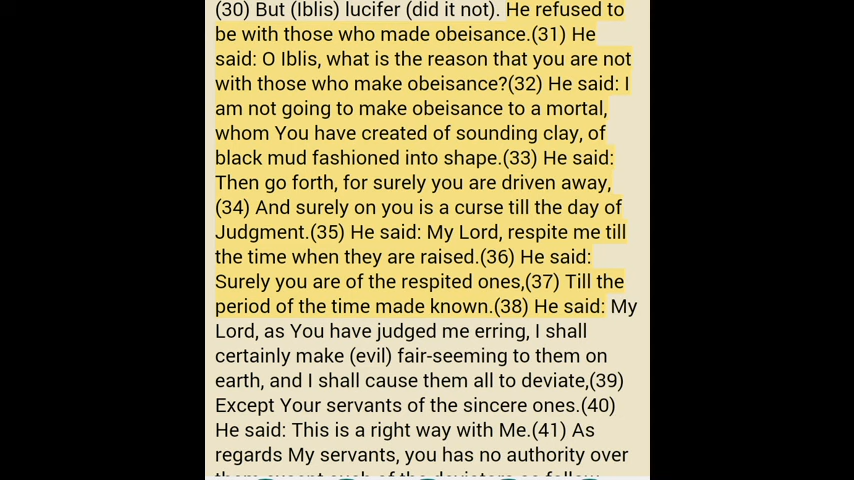 (30) But (Iblis) lucifer (did it not). He refused to
be with those who made obeisance.(31) He
said: O Iblis, what is the reason that you are not
with those who make obeisance?(32) He said: I
am not going to make obeisance to a mortal,
whom You have created of sounding clay, of
black mud fashioned into shape.(33) He said:
Then go forth, for surely you are driven away,
(34) And surely on you is a curse till the day of
Judgment.(35) He said: My Lord, respite me till
the time when they are raised.(36) He said:
Surely you are of the respited ones,(37) Till the
period of the time made known.(38) He said: My
Lord, as You have judged me erring, I shall
certainly make (evil) fair-seeming to them on
earth, and I shall cause them all to deviate,(39)
Except Your servants of the sincere ones.(40)
He said: This is a right way with Me.(41) As
regards My servants, you has no authority over
them except such of the deviators as follow